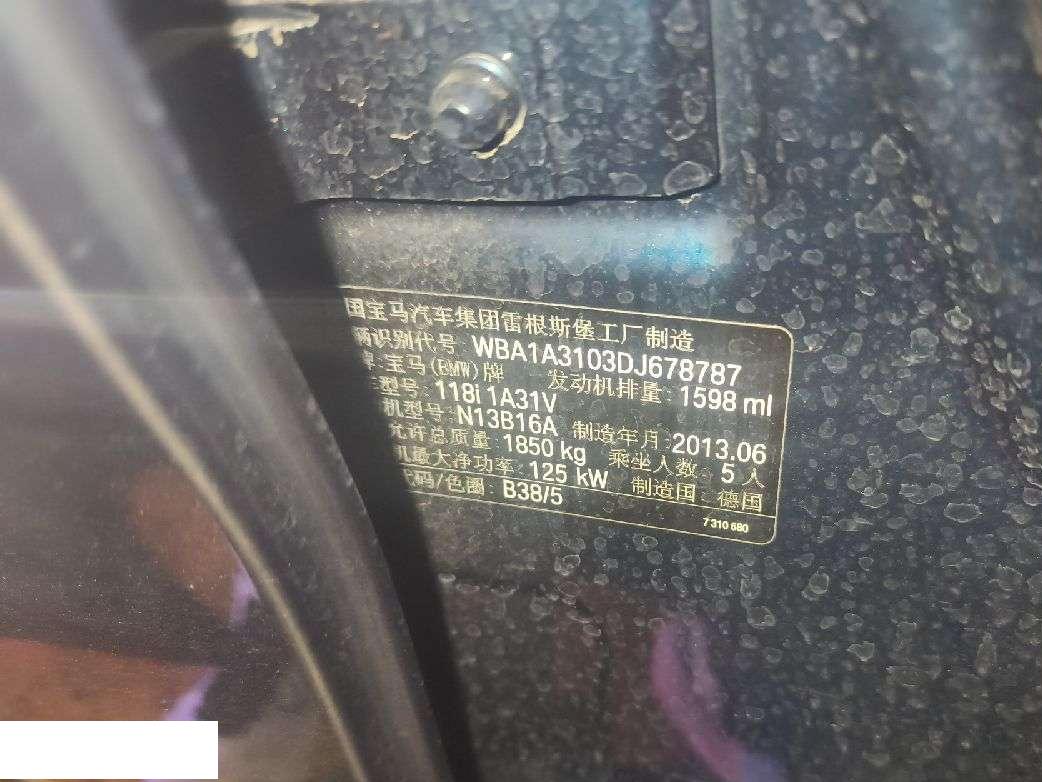 国宝马汽车集团雷根斯堡工厂制造
辆识别代号: WBA1A3103DJ678787
牌:宝马(BMW)牌 发动机排量: 1598 ml
型号: 118i 1A31V
机型号: N13B16A 制造年月: 2013.06
允许总质量: 1850 kg 乘坐人数: 5 人
机最大净功率: 125 kW 制造国: 德国
代码/色圈: B38/5
7 310 680